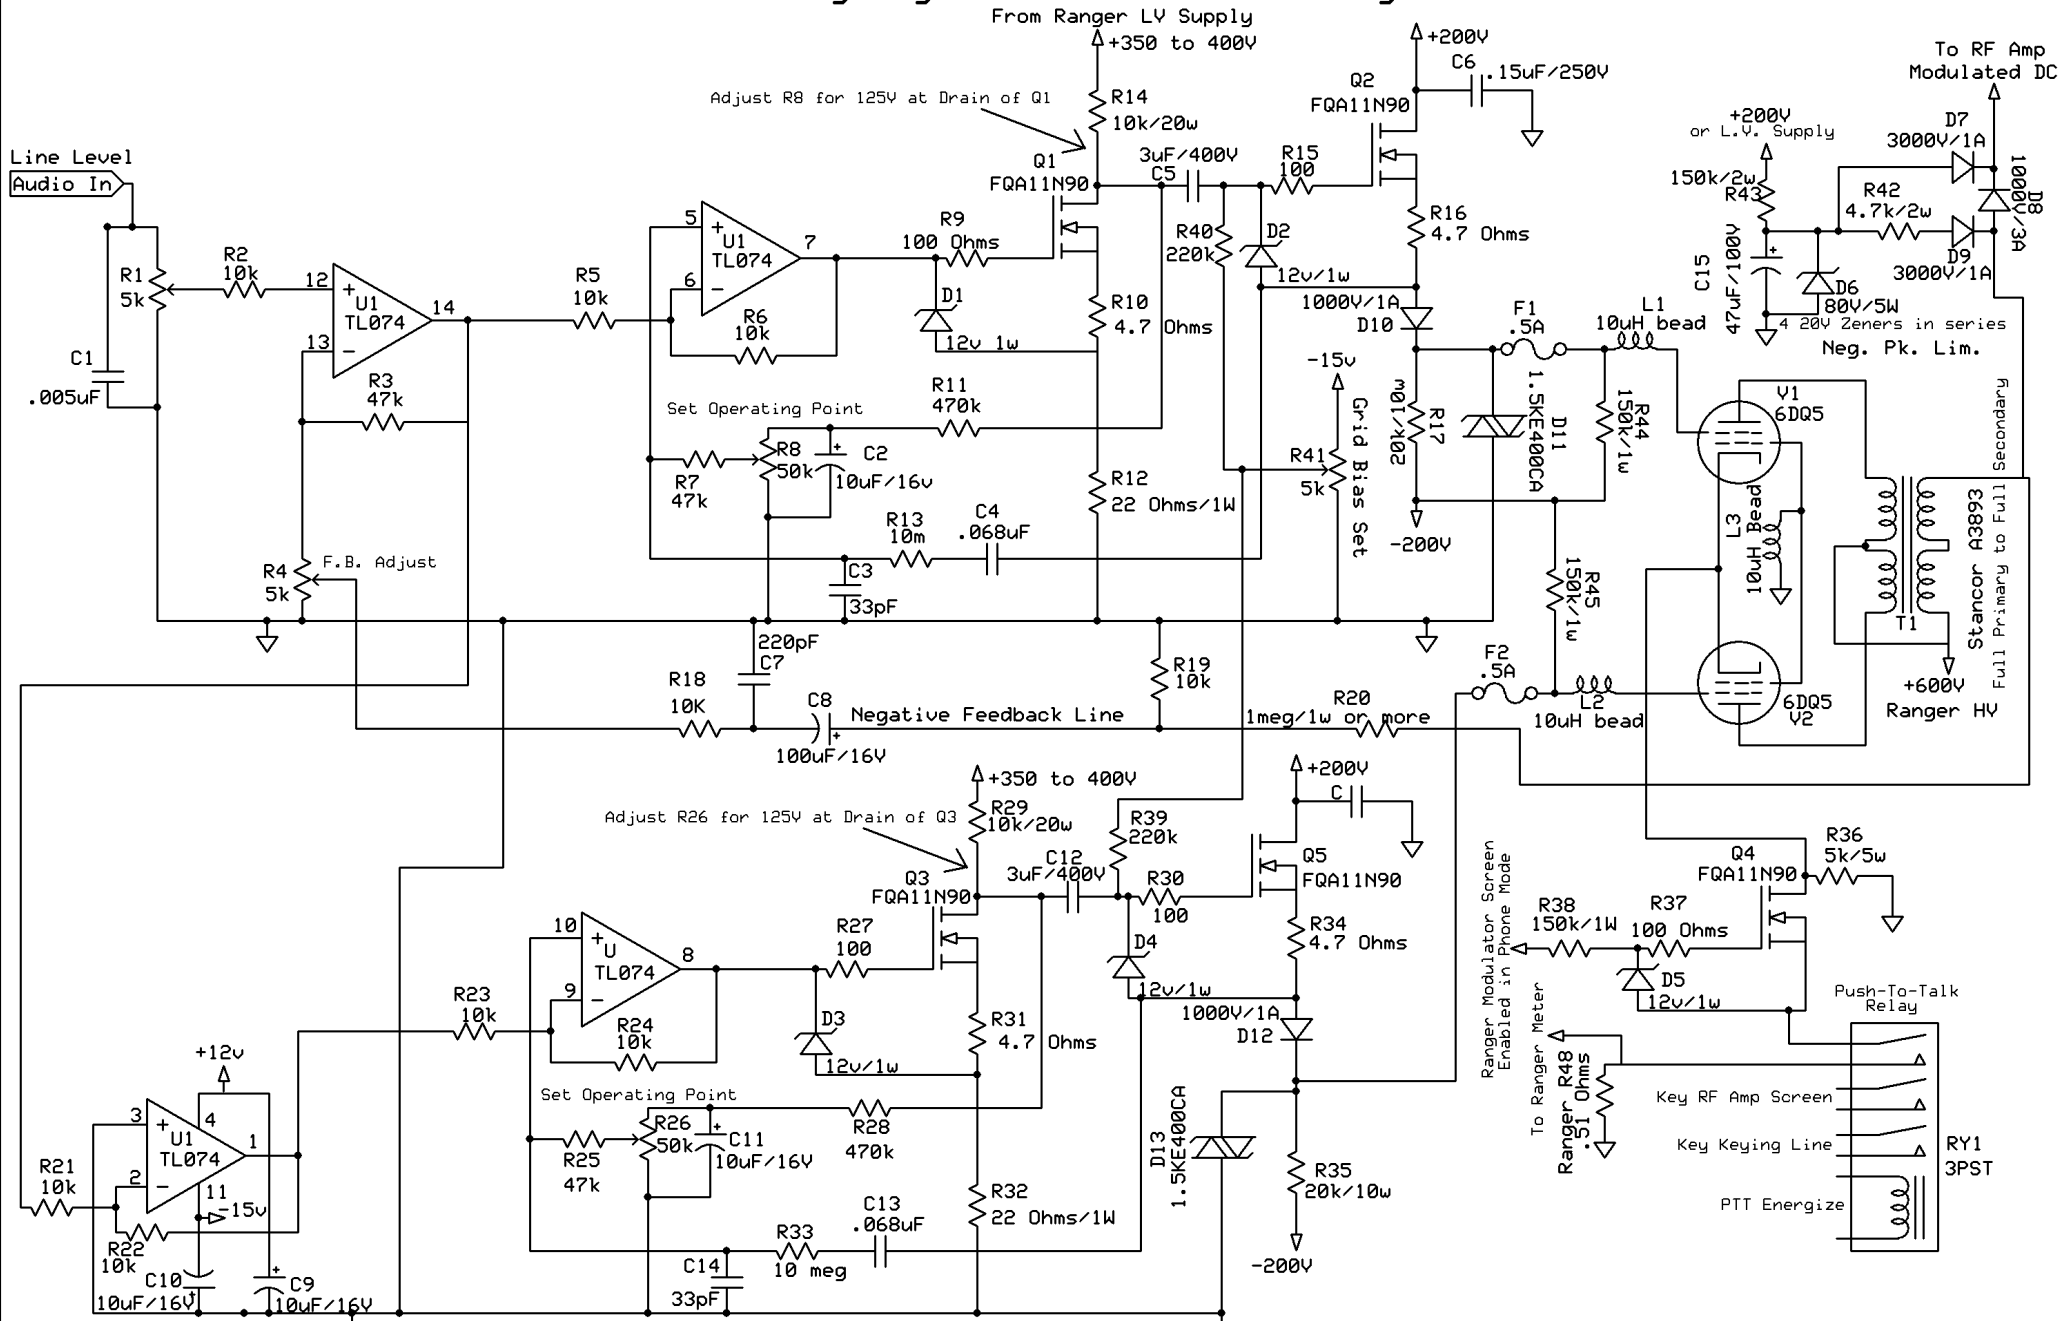 From Ranger LV Supply
+350 to 400V
+200V
C6
.15uF/250V
To RF Amp
Modulated DC
Q2
FQA11N90
Adjust R8 for 125V at Drain of Q1
R14
10k/20w
+200V
or L.V. Supply
D7
3000V/1A
Line Level
Audio In
Q1
FQA11N90
3uF/400V
C5
R15
100
150k/2w
R43
R42
4.7k/2w
1000V/3A
D8
R16
4.7 Ohms
R9
100 Ohms
R40
220k
D2
12v/1w
D9
3000V/1A
C15
47uF/100V
D6
80V/5W
4 20V Zeners in series
Neg. Pk. Lim.
R1
5k
R2
10k
12
+
U1
TL074
14
13
−
R5
10k
5
+
U1
TL074
7
6
−
R6
10k
D1
12v 1w
R10
4.7 Ohms
1000V/1A
D10
F1
.5A
L1
10uH bead
C1
.005uF
R3
47k
Set Operating Point
R11
470k
-15v
R41
5k
Grid Bias Set
R17
20k/10w
D11
1.5KE400CA
R44
150k/1w
V1
6DQ5
R7
47k
R8
50k
C2
10uF/16v
R12
22 Ohms/1W
R13
10m
C4
.068uF
-200V
L3
10uH Bead
T1
Stancor A3893
Full Primary to Full Secondary
R4
5k
F.B. Adjust
C3
33pF
R45
150k/1w
220pF
C7
R19
10k
F2
.5A
L2
10uH bead
6DQ5
V2
+600V
Ranger HV
R18
10K
C8
100uF/16V
Negative Feedback Line
R20
1meg/1w or more
+350 to 400V
+200V
C
Adjust R26 for 125V at Drain of Q3
R29
10k/20w
R39
220k
Q3
FQA11N90
C12
3uF/400V
R30
100
Q5
FQA11N90
Q4
FQA11N90
R36
5k/5w
Ranger Modulator Screen
Enabled in Phone Mode
R38
150k/1W
R37
100 Ohms
D5
12v/1w
10
+
U
TL074
8
9
−
R27
100
D4
12v/1w
R34
4.7 Ohms
R23
10k
R24
10k
D3
12v/1w
R31
4.7 Ohms
1000V/1A
D12
Push-To-Talk
Relay
To Ranger Meter
Ranger R48
.51 Ohms
Key RF Amp Screen
Key Keying Line
PTT Energize
RY1
3PST
+12v
3
+
4
U1
TL074
1
2
−
11
-15v
R21
10k
R22
10k
C10
10uF/16V
C9
10uF/16V
Set Operating Point
R26
50k
R25
47k
C11
10uF/16V
R28
470k
R32
22 Ohms/1W
D13
1.5KE400CA
R35
20k/10w
-200V
C14
33pF
R33
10 meg
C13
.068uF